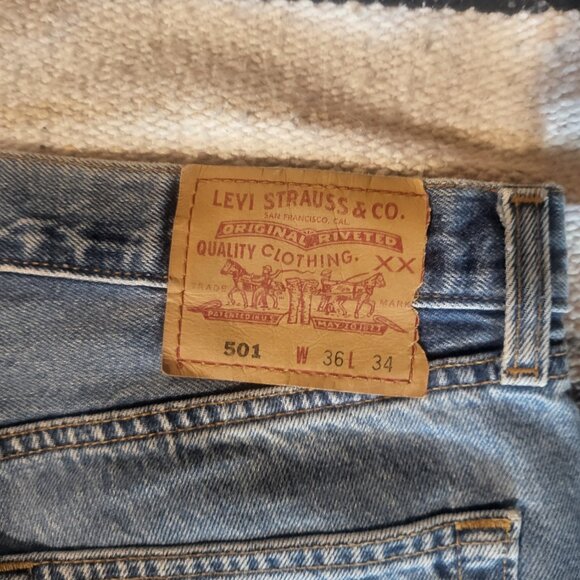 LEVI STRAUSS & CO.
SAN FRANCISCO, CAL.
ORIGINAL RIVETED
QUALITY CLOTHING. XX
TRADE MARK
PATENTED IN U.S. MAY 20 1873
501 W 36 L 34